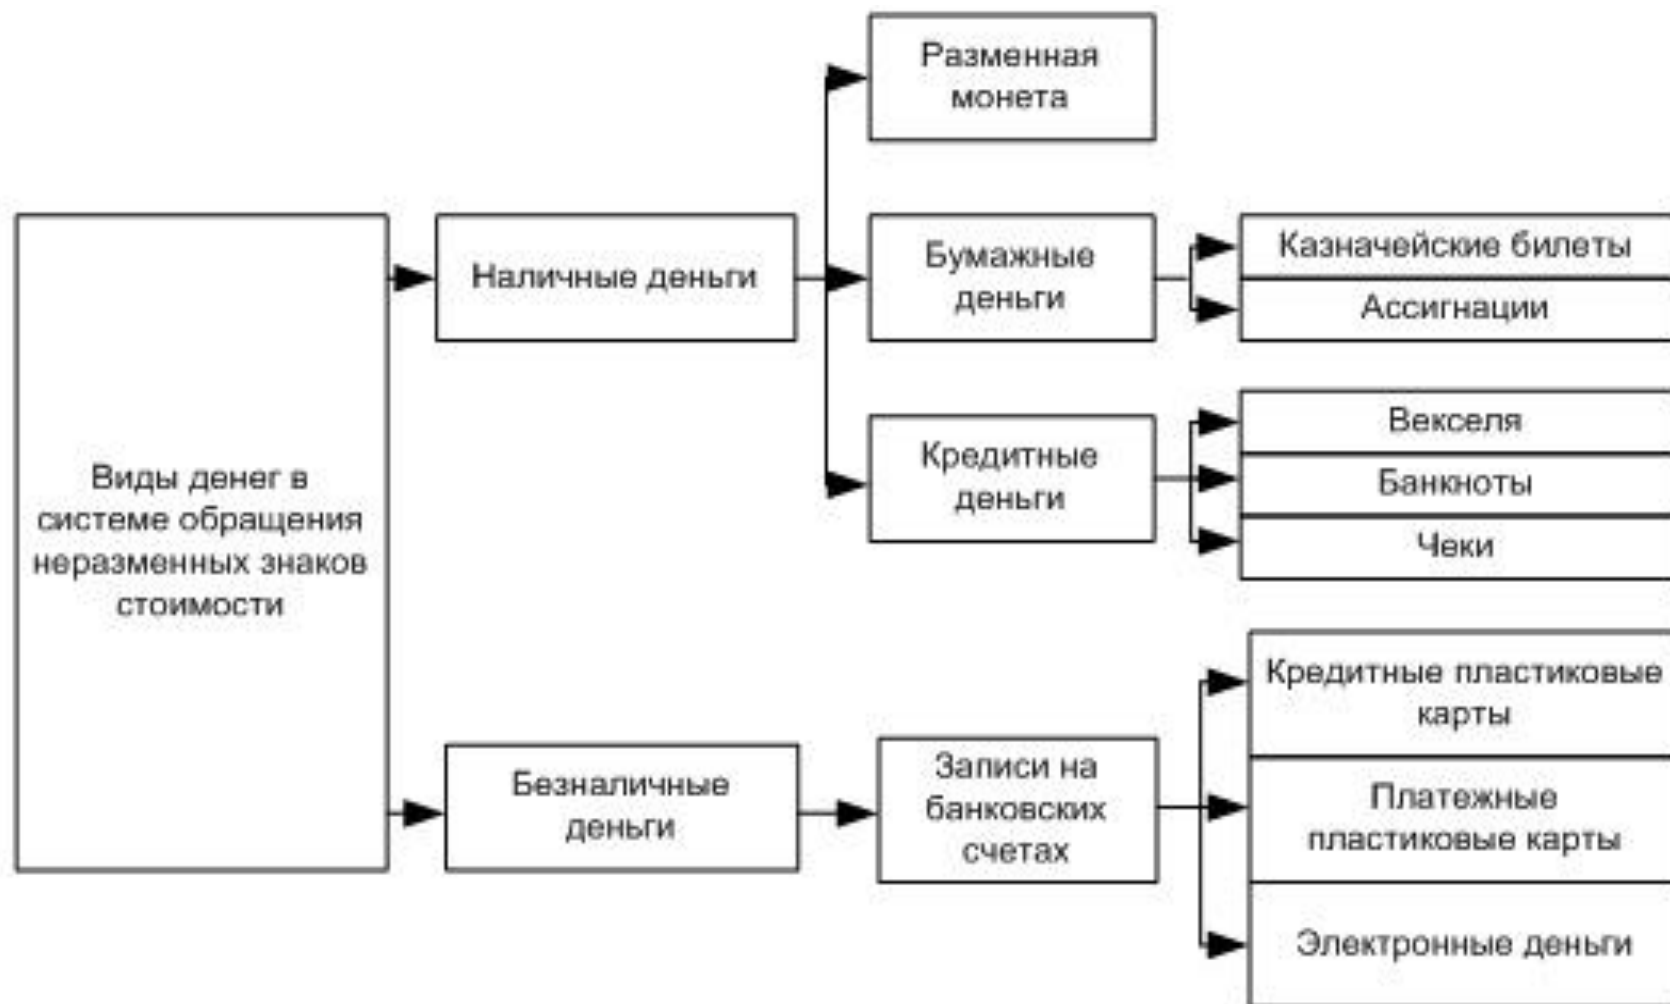 Разменная
монета
Наличные деньги
Бумажные
деньги
Казначейские билеты
Ассигнации
Кредитные
деньги
Векселя
Банкноты
Чеки
Виды денег в
системе обращения
неразменных знаков
стоимости
Безналичные
деньги
Записи на
банковских
счетах
Кредитные пластиковые
карты
Платежные
пластиковые карты
Электронные деньги